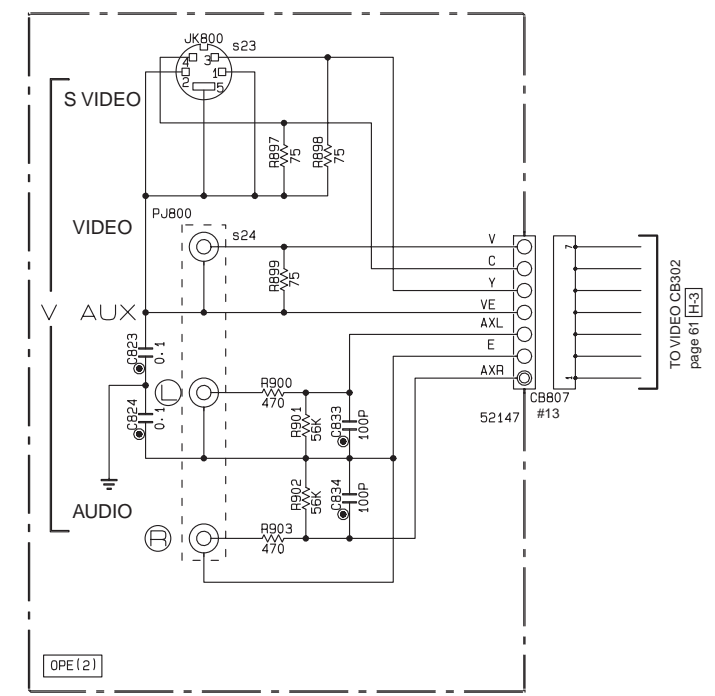 JK800
s23
4
3
2
1
5
S VIDEO
R897
75
R898
75
VIDEO
PJ800
s24
R899
75
V AUX
V
C
Y
VE
AXL
E
AXR
7
1
TO VIDEO CB302
page 61 H-3
CB807
#13
52147
C823
0.1
C824
0.1
L
R900
470
R901
56K
C833
100P
R902
56K
C834
100P
AUDIO
R
R903
470
OPE(2)